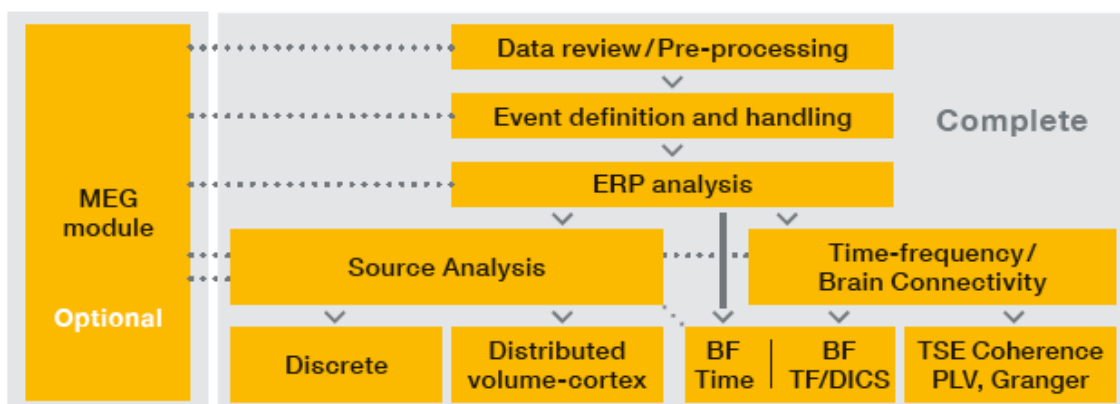 Data review/Pre-processing
Event definition and handling
Complete
ERP analysis
MEG
module
Optional
Source Analysis
Time-frequency/
Brain Connectivity
Discrete
Distributed
volume-cortex
BF
Time
BF
TF/DICS
TSE Coherence
PLV, Granger